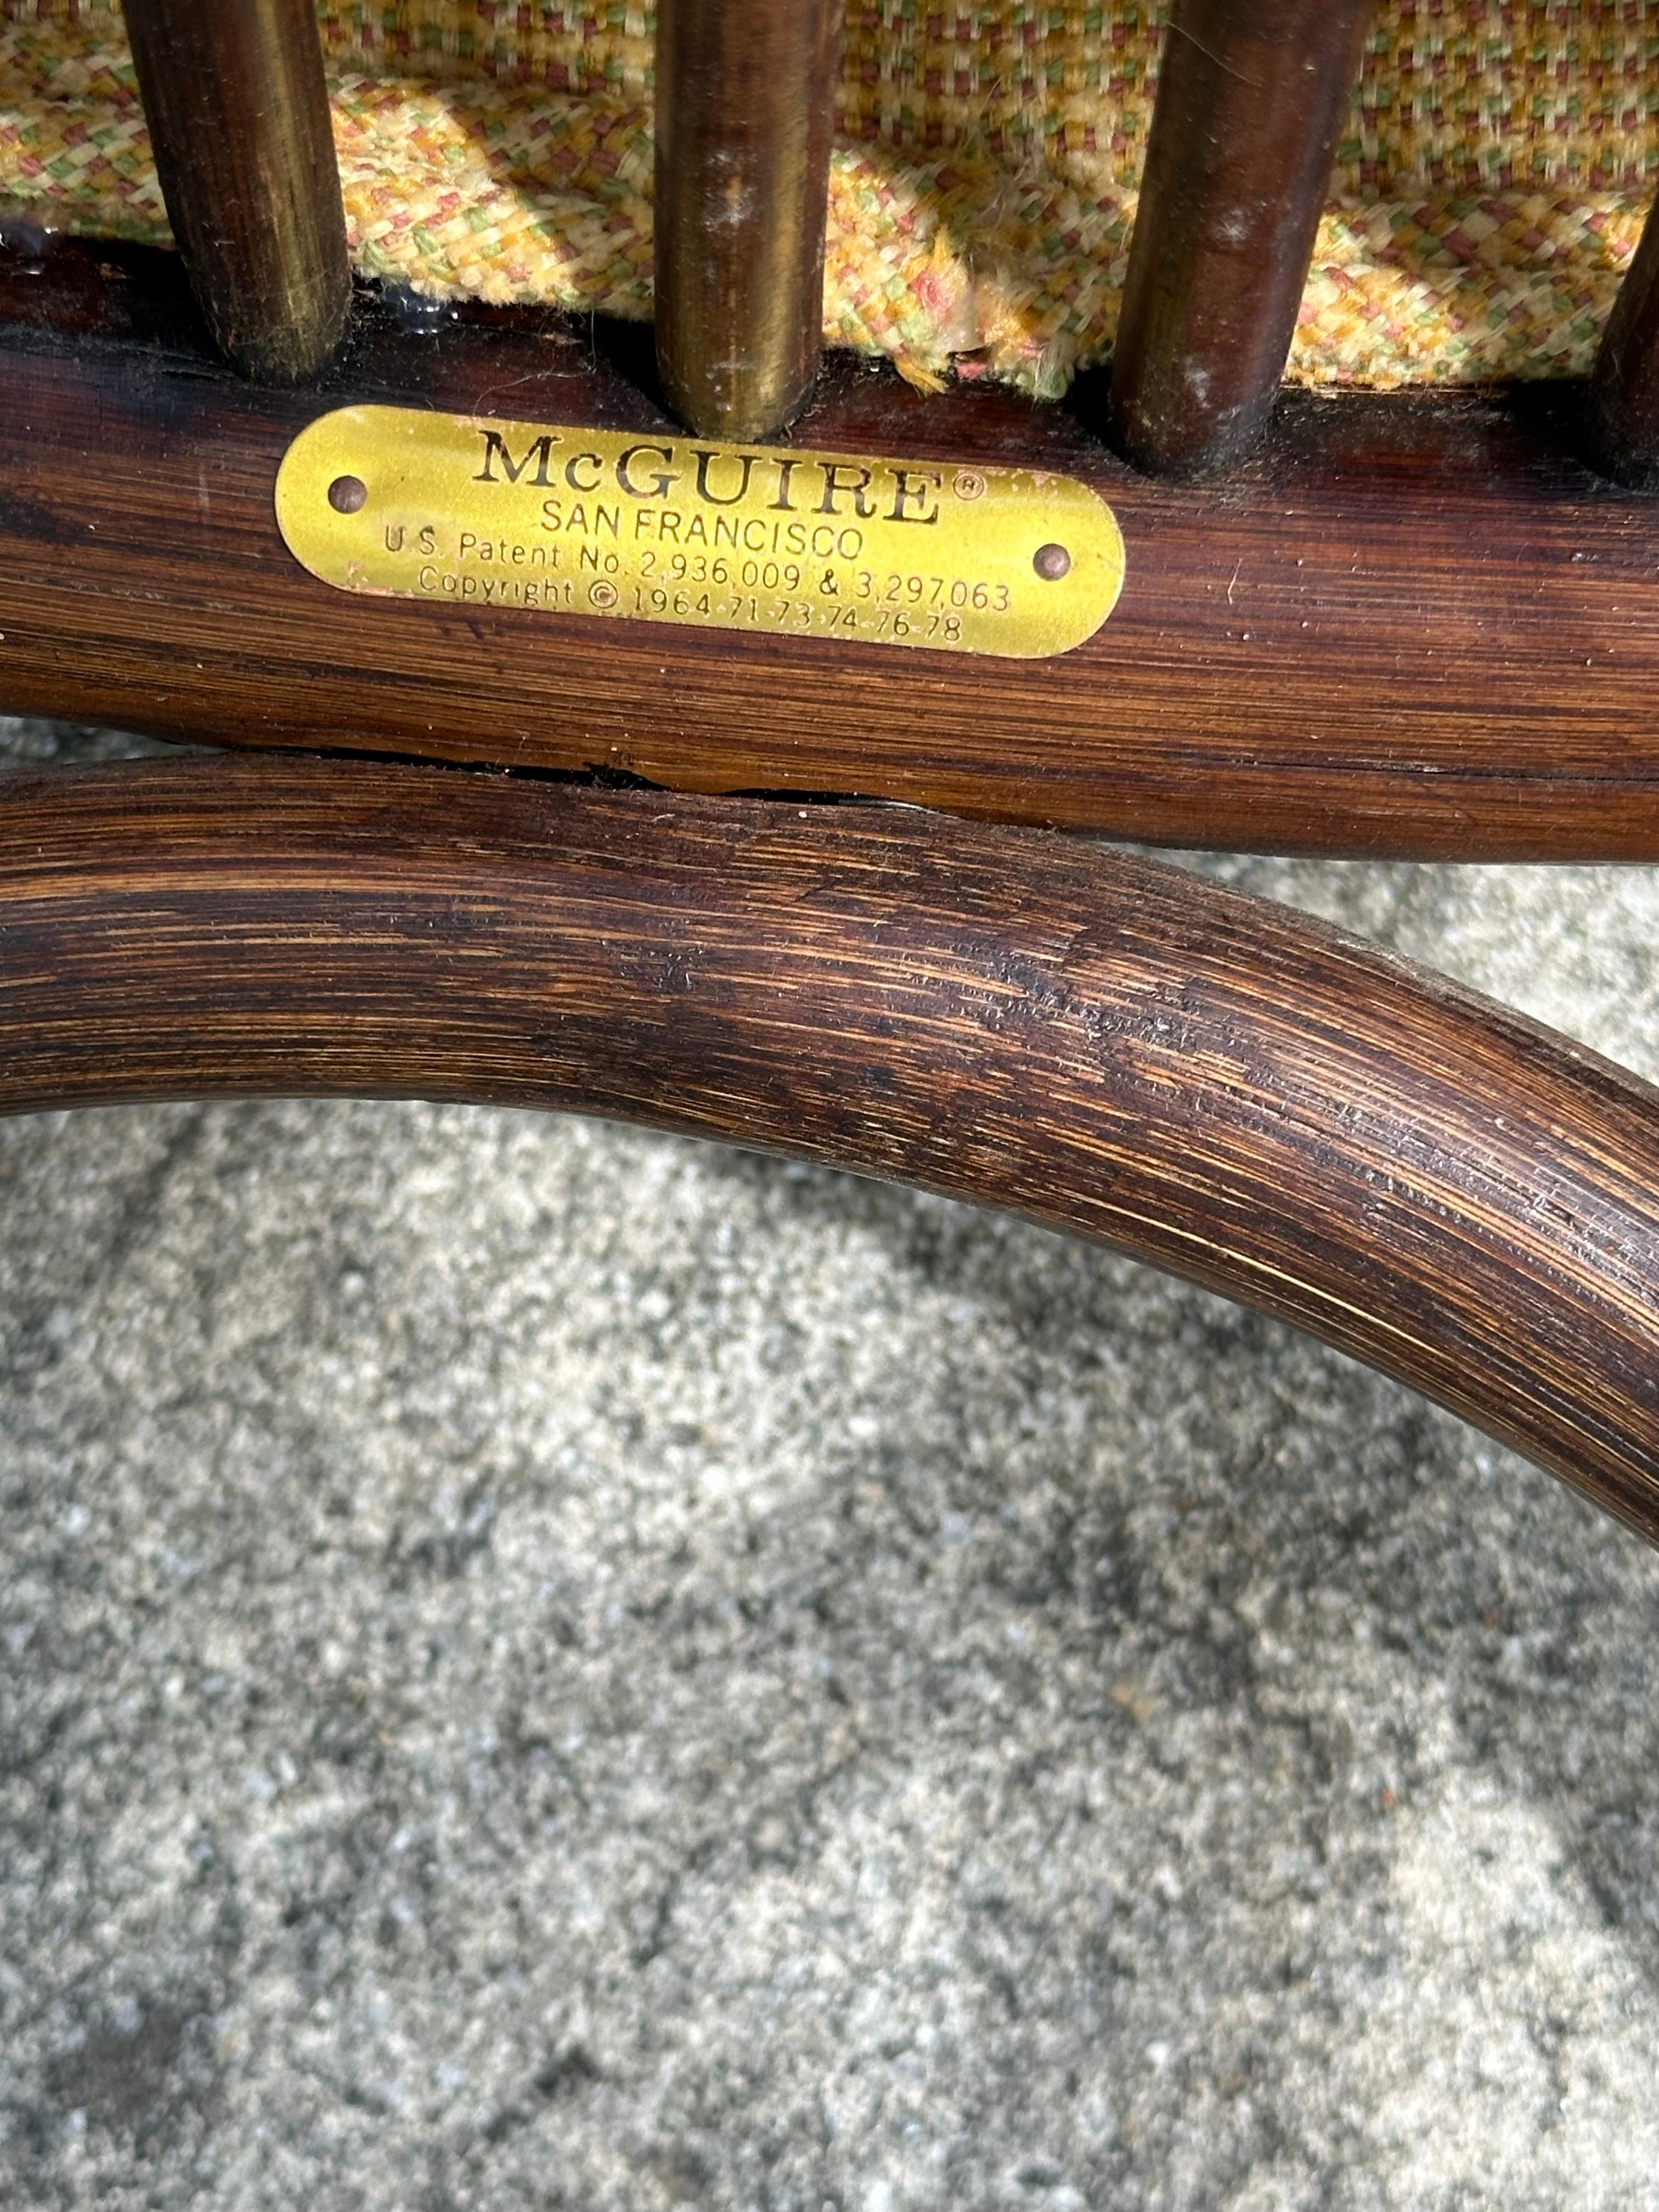 McGUIRE®
SAN FRANCISCO
U.S. Patent No. 2,936,009 & 3,297,063
Copyright © 1964-71-73-74-76-78